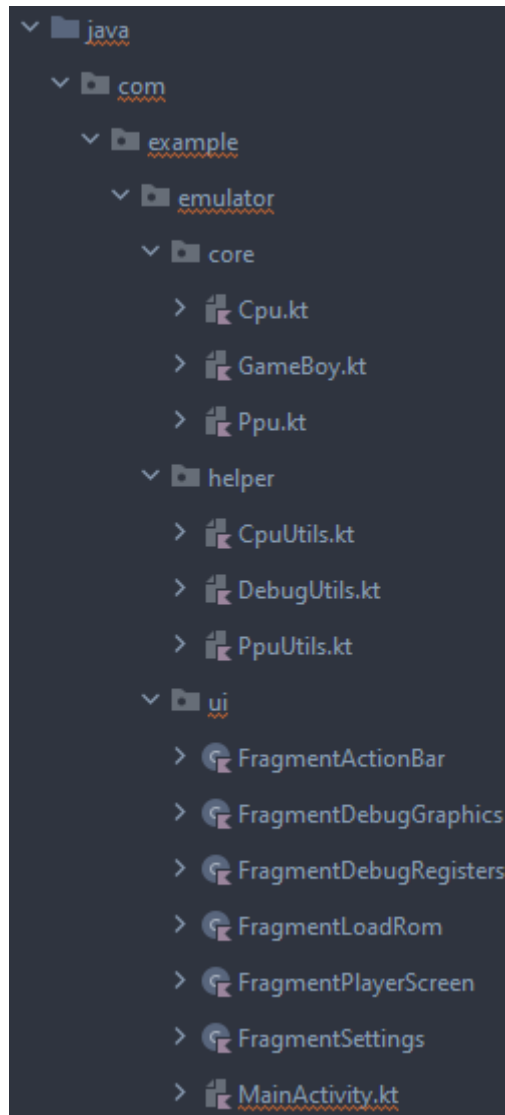 java
com
example
emulator
core
Cpu.kt
GameBoy.kt
Ppu.kt
helper
CpuUtils.kt
DebugUtils.kt
PpuUtils.kt
ui
FragmentActionBar
FragmentDebugGraphics
FragmentDebugRegisters
FragmentLoadRom
FragmentPlayerScreen
FragmentSettings
MainActivity.kt